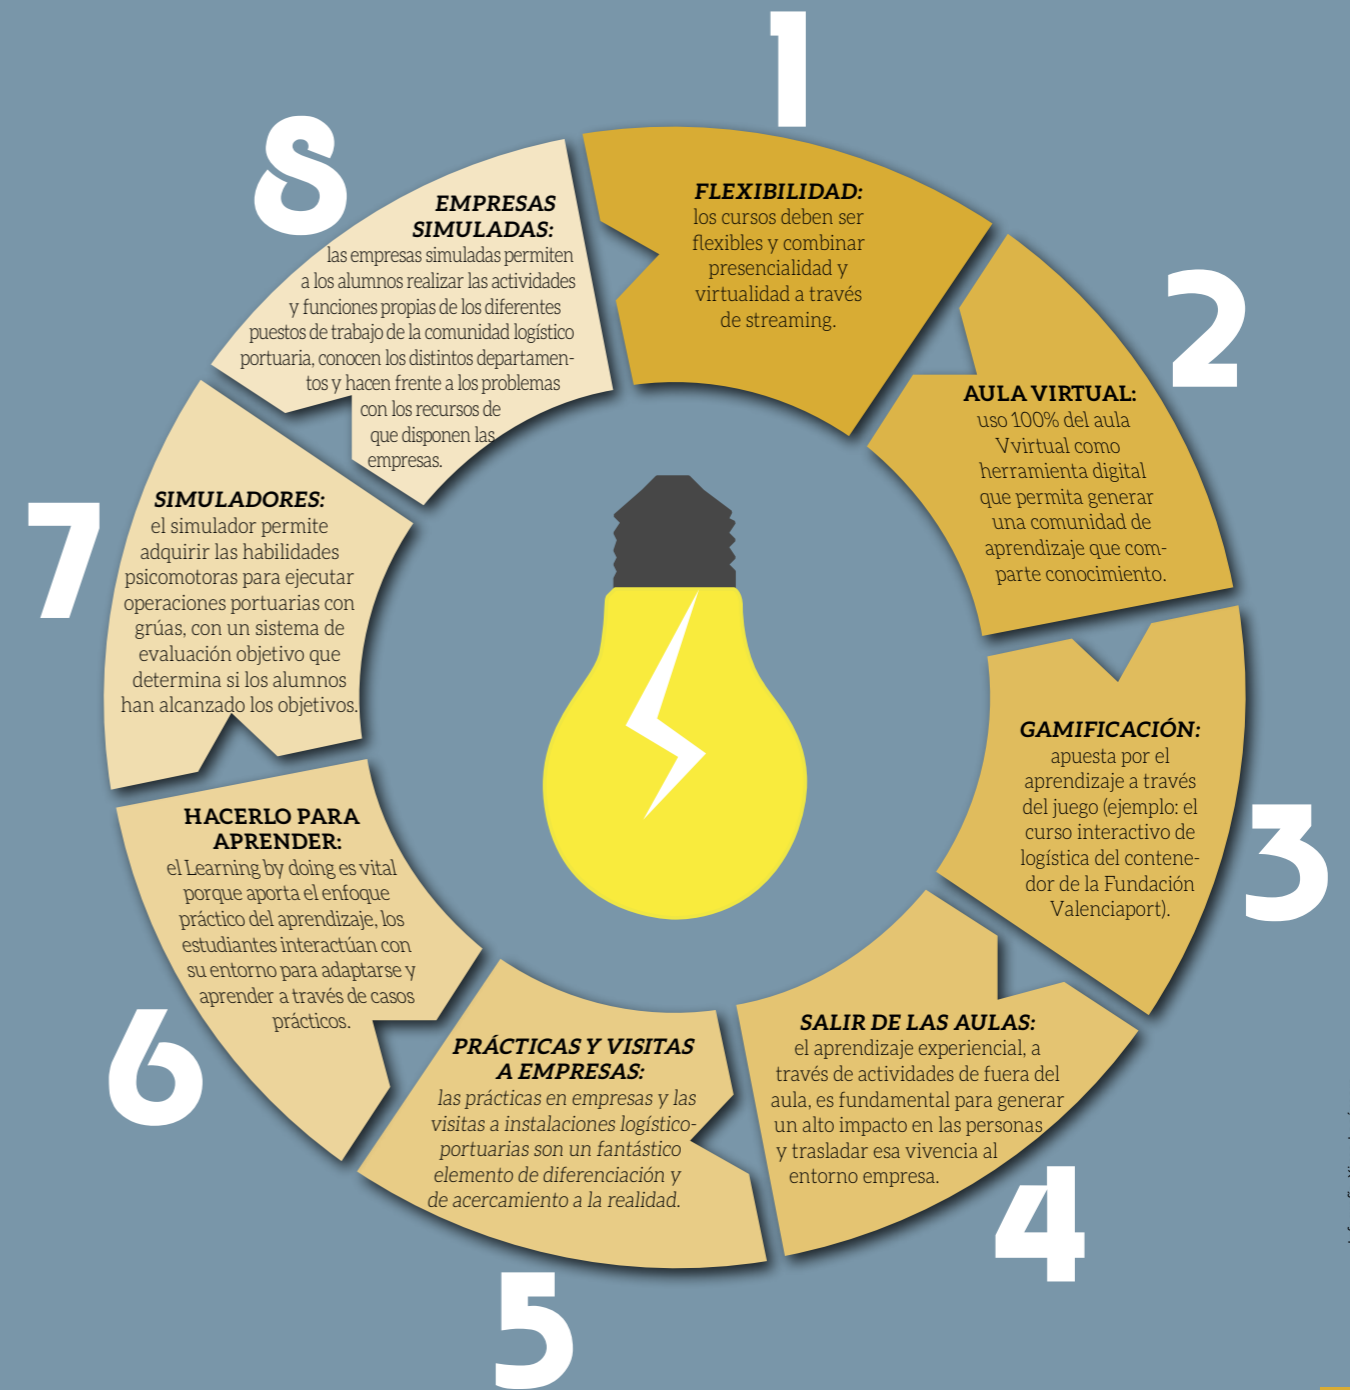 1
FLEXIBILIDAD:
los cursos deben ser
flexibles y combinar
presencialidad y
virtualidad a través
de streaming.
2
AULA VIRTUAL:
uso 100% del aula
Vvirtual como
herramienta digital
que permita generar
una comunidad de
aprendizaje que com-
parte conocimiento.
3
GAMIFICACIÓN:
apuesta por el
aprendizaje a través
del juego (ejemplo: el
curso interactivo de
logística del contene-
dor de la Fundación
Valenciaport).
4
SALIR DE LAS AULAS:
el aprendizaje experiencial, a
través de actividades de fuera del
aula, es fundamental para generar
un alto impacto en las personas
y trasladar esa vivencia al
entorno empresa.
5
PRÁCTICAS Y VISITAS
A EMPRESAS:
las prácticas en empresas y las
visitas a instalaciones logístico-
portuarias son un fantástico
elemento de diferenciación y
de acercamiento a la realidad.
6
HACERLO PARA
APRENDER:
el Learning by doing es vital
porque aporta el enfoque
práctico del aprendizaje, los
estudiantes interactúan con
su entorno para adaptarse y
aprender a través de casos
prácticos.
7
SIMULADORES:
el simulador permite
adquirir las habilidades
psicomotoras para ejecutar
operaciones portuarias con
grúas, con un sistema de
evaluación objetivo que
determina si los alumnos
han alcanzado los objetivos.
8
EMPRESAS
SIMULADAS:
las empresas simuladas permiten
a los alumnos realizar las actividades
y funciones propias de los diferentes
puestos de trabajo de la comunidad logístico
portuaria, conocen los distintos departamen-
tos y hacen frente a los problemas
con los recursos de
que disponen las
empresas.